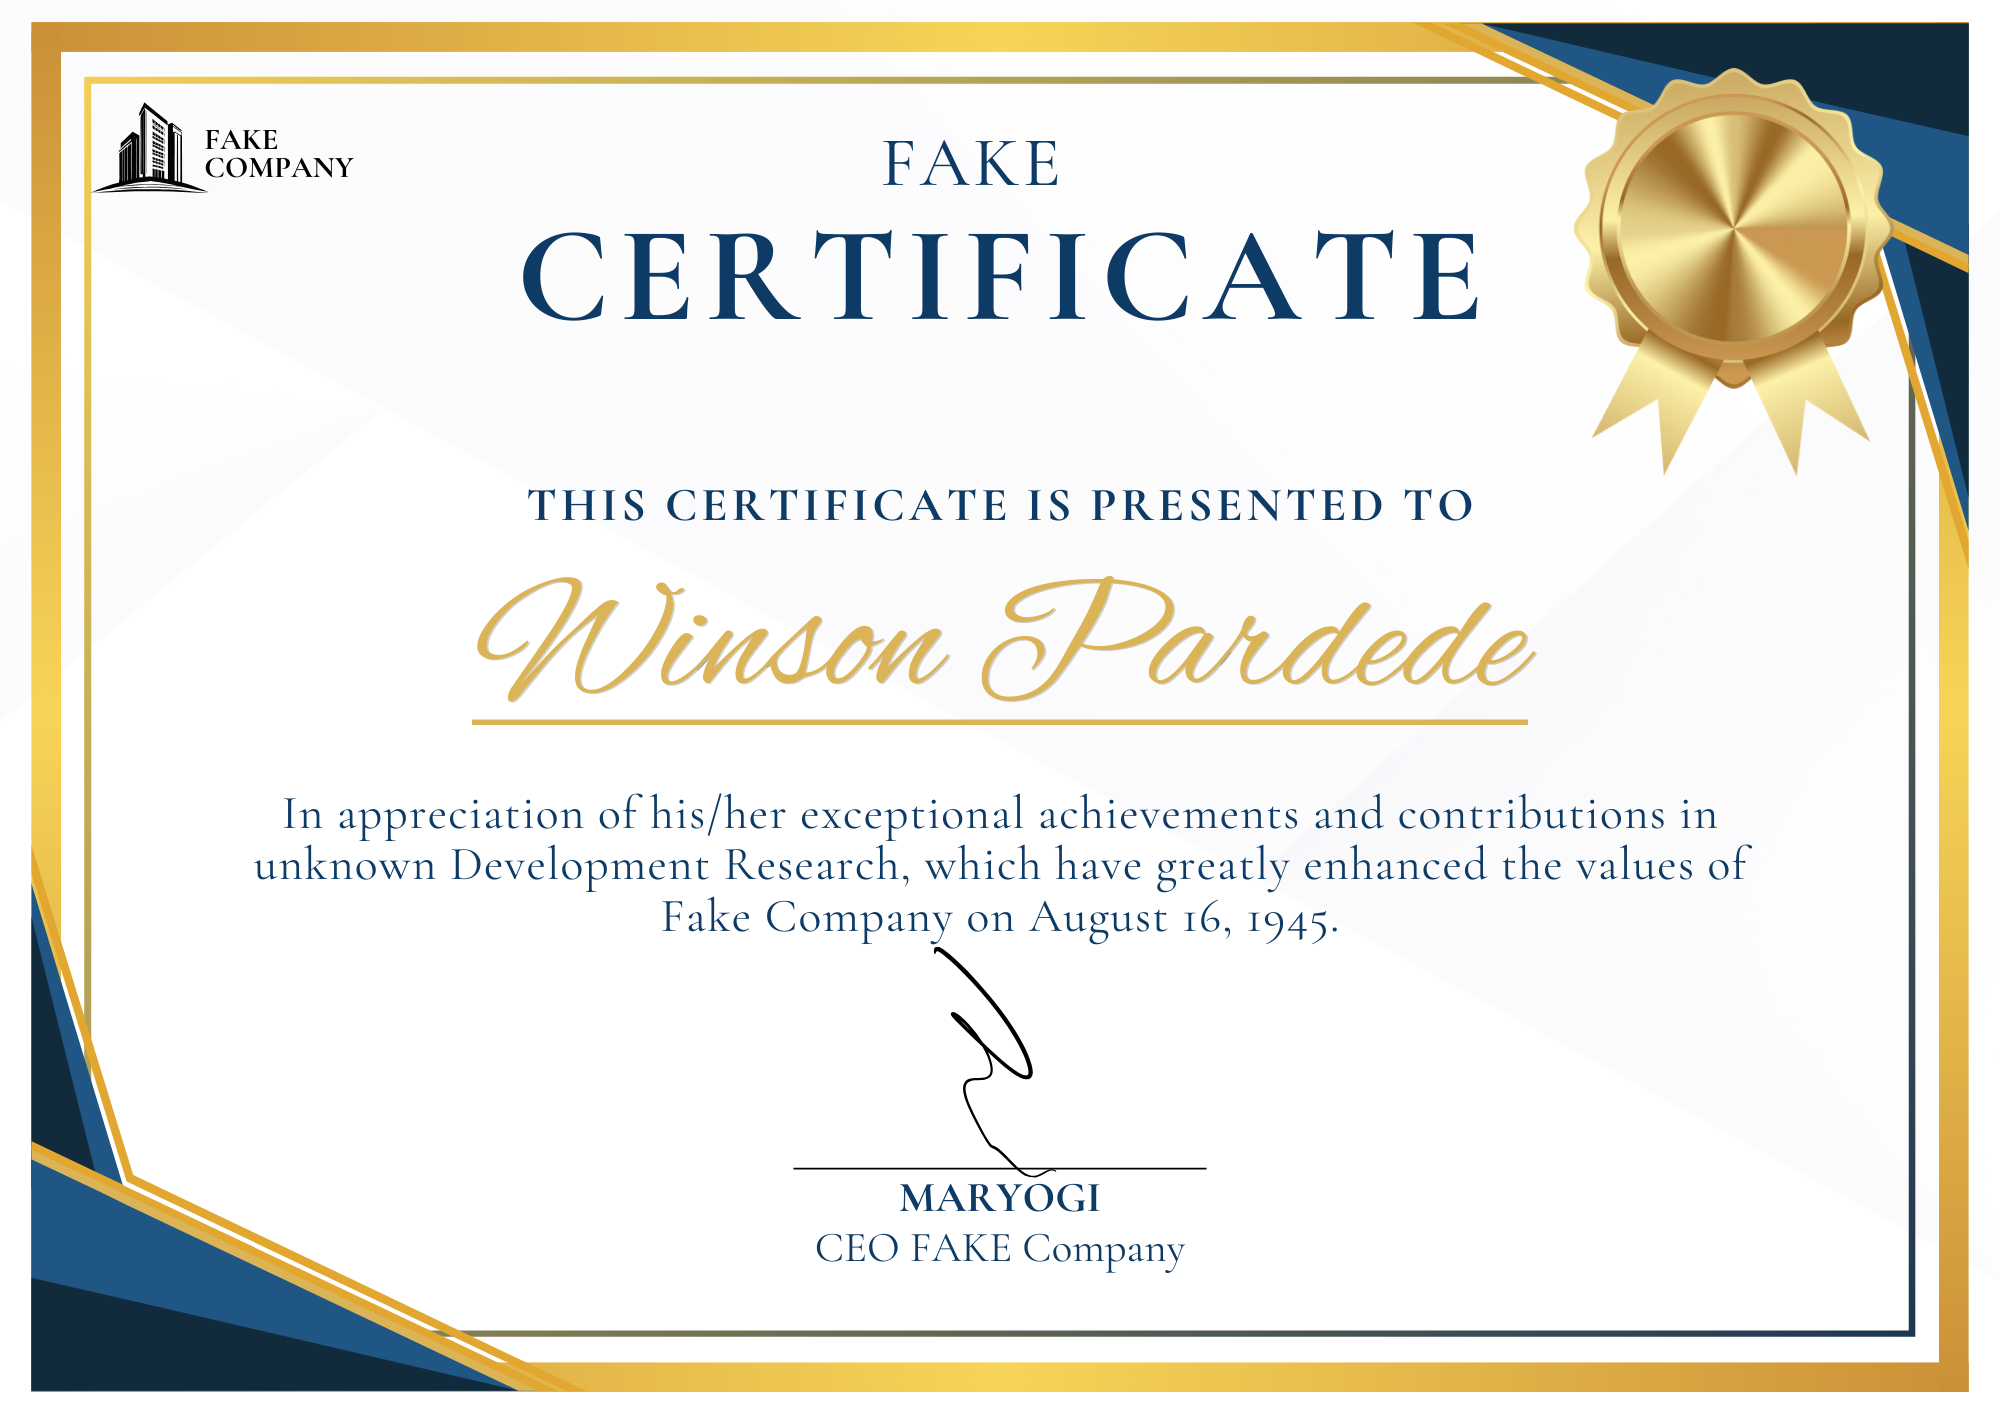 FAKE
COMPANY
FAKE
CERTIFICATE
THIS CERTIFICATE IS PRESENTED TO
Winson Pardede
In appreciation of his/her exceptional achievements and contributions in
unknown Development Research, which have greatly enhanced the values of
Fake Company on August 16, 1945.
MARYOGI
CEO FAKE Company